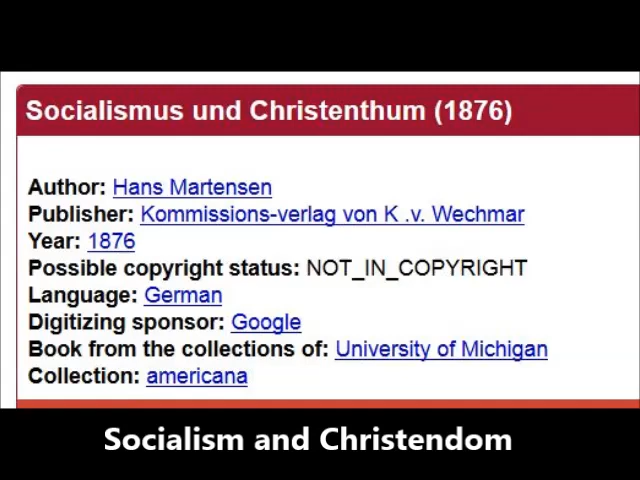 Socialismus und Christenthum (1876)
Author: Hans Martensen
Publisher: Kommissions-verlag von K .v. Wechmar
Year: 1876
Possible copyright status: NOT_IN_COPYRIGHT
Language: German
Digitizing sponsor: Google
Book from the collections of: University of Michigan
Collection: americana
Socialism and Christendom